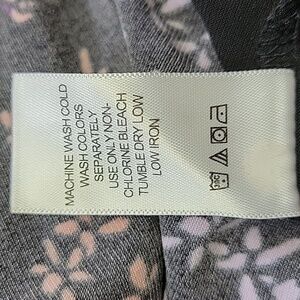 MACHINE WASH COLD
WASH COLORS
SEPARATELY
USE ONLY NON-
CHLORINE BLEACH
TUMBLE DRY LOW
LOW IRON